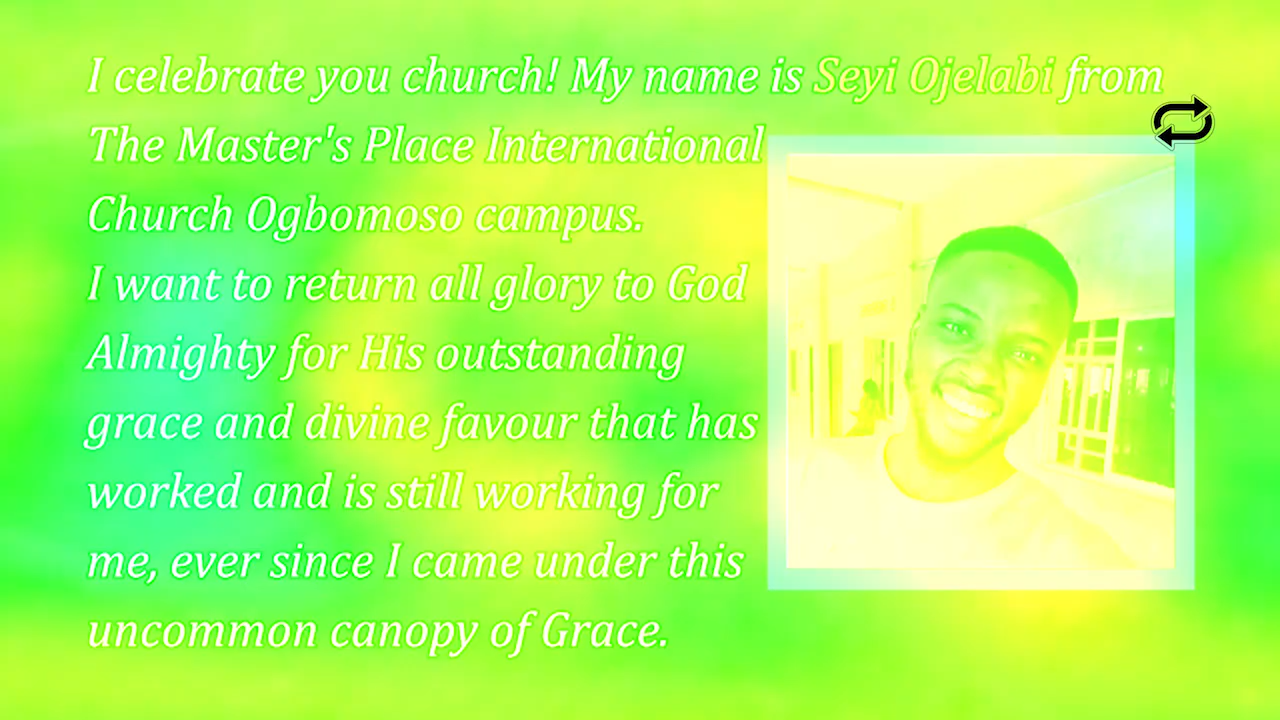 I celebrate you church! My name is Seyi Ojelabi from
The Master's Place International
Church Ogbomoso campus.
I want to return all glory to God
Almighty for His outstanding
grace and divine favour that has
worked and is still working for
me, ever since I came under this
uncommon canopy of Grace.